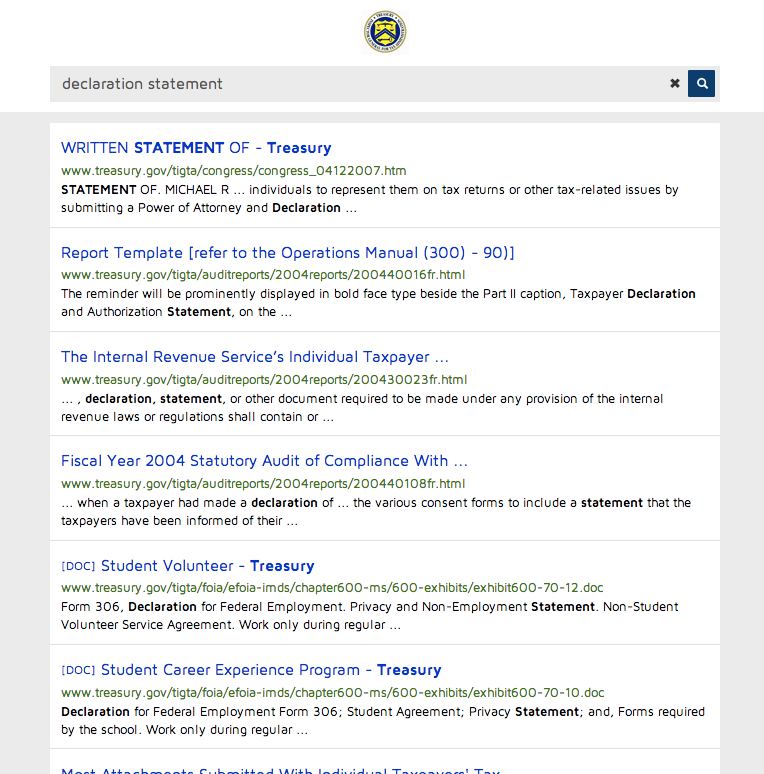 declaration statement
WRITTEN STATEMENT OF - Treasury
www.treasury.gov/tigta/congress/congress_04122007.htm
STATEMENT OF. MICHAEL R ... individuals to represent them on tax returns or other tax-related issues by
submitting a Power of Attorney and Declaration ...
Report Template [refer to the Operations Manual (300) - 90)]
www.treasury.gov/tigta/auditreports/2004reports/200440016fr.html
The reminder will be prominently displayed in bold face type beside the Part II caption, Taxpayer Declaration
and Authorization Statement, on the ...
The Internal Revenue Service's Individual Taxpayer ...
www.treasury.gov/tigta/auditreports/2004reports/200430023fr.html
... , declaration, statement, or other document required to be made under any provision of the internal
revenue laws or regulations shall contain or ...
Fiscal Year 2004 Statutory Audit of Compliance With ...
www.treasury.gov/tigta/auditreports/2004reports/200440108fr.html
... when a taxpayer had made a declaration of ... the various consent forms to include a statement that the
taxpayers have been informed of their ...
[DOC] Student Volunteer - Treasury
www.treasury.gov/tigta/foia/efoia-imds/chapter600-ms/600-exhibits/exhibit600-70-12.doc
Form 306, Declaration for Federal Employment. Privacy and Non-Employment Statement. Non-Student
Volunteer Service Agreement. Work only during regular ...
[DOC] Student Career Experience Program - Treasury
www.treasury.gov/tigta/foia/efoia-imds/chapter600-ms/600-exhibits/exhibit600-70-10.doc
Declaration for Federal Employment Form 306; Student Agreement; Privacy Statement; and, Forms required
by the school. Work only during regular ...
Most Attachments Submitted With Individual Taxpayers' Tax